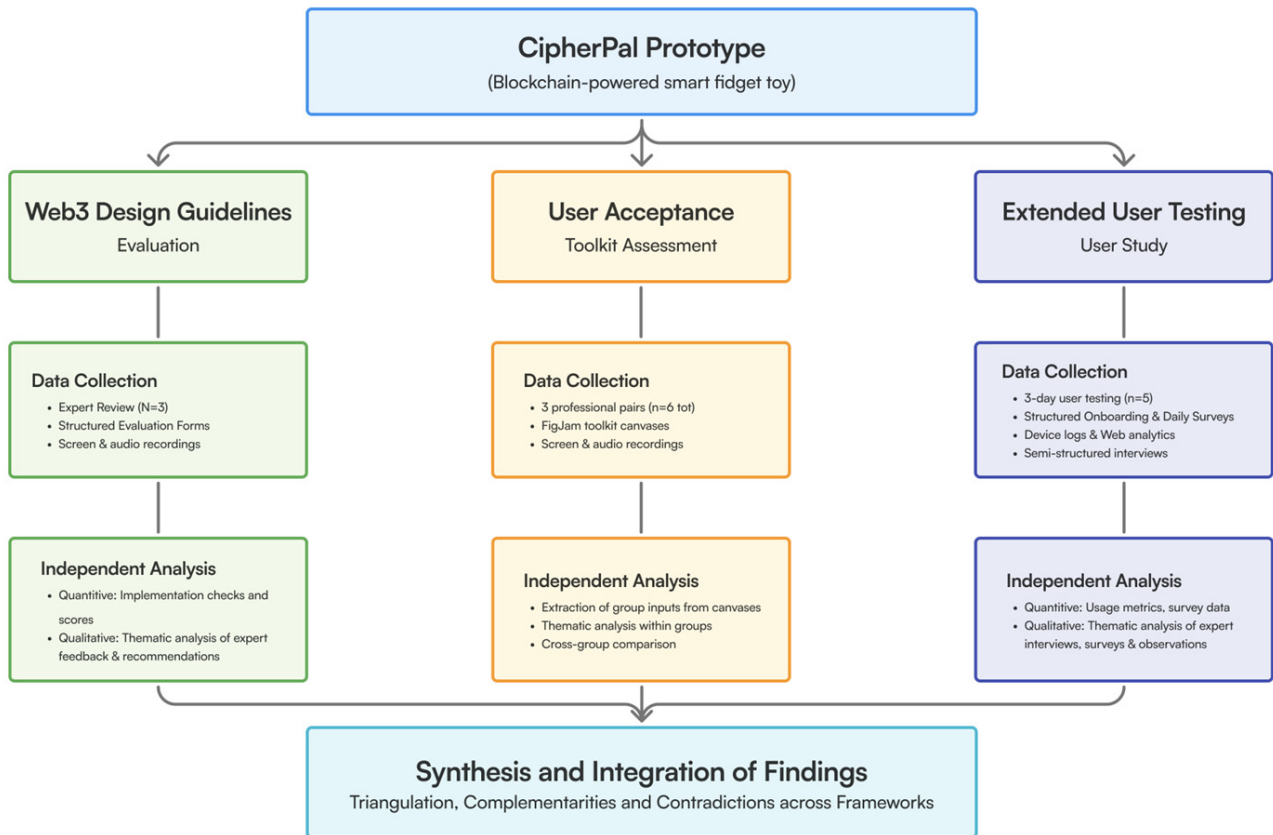 CipherPal Prototype
(Blockchain-powered smart fidget toy)
Web3 Design Guidelines
Evaluation
Data Collection
• Expert Review (N=3)
• Structured Evaluation Forms
• Screen & audio recordings
Independent Analysis
• Quantitive: Implementation checks and
scores
• Qualitative: Thematic analysis of expert
feedback & recommendations
User Acceptance
Toolkit Assessment
Data Collection
• 3 professional pairs (n=6 tot)
• FigJam toolkit canvases
• Screen & audio recordings
Independent Analysis
• Extraction of group inputs from canvases
• Thematic analysis within groups
• Cross-group comparison
Extended User Testing
User Study
Data Collection
• 3-day user testing (n=5)
• Structured Onboarding & Daily Surveys
• Device logs & Web analytics
• Semi-structured interviews
Independent Analysis
• Quantitive: Usage metrics, survey data
• Qualitative: Thematic analysis of expert
interviews, surveys & observations
Synthesis and Integration of Findings
Triangulation, Complementarities and Contradictions across Frameworks